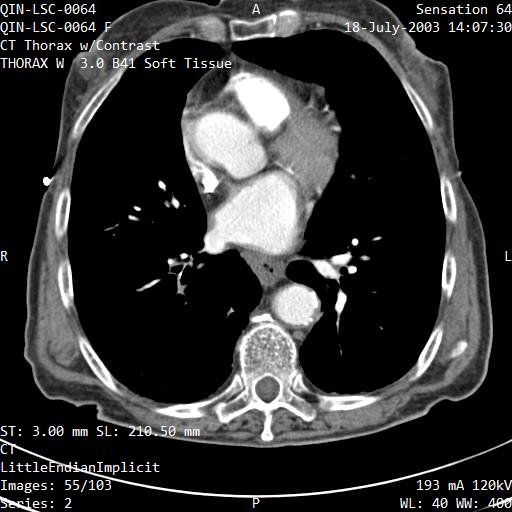 QIN-LSC-0064
A
Sensation 64
QIN-LSC-0064 F
18-July-2003 14:07:30
CT Thorax w/Contrast
THORAX W 3.0 B41 Soft Tissue
R
L
ST: 3.00 mm SL: 210.50 mm
CT
LittleEndianImplicit
Images: 55/103
193 mA 120kV
Series: 2
P
WL: 40 WW: 400